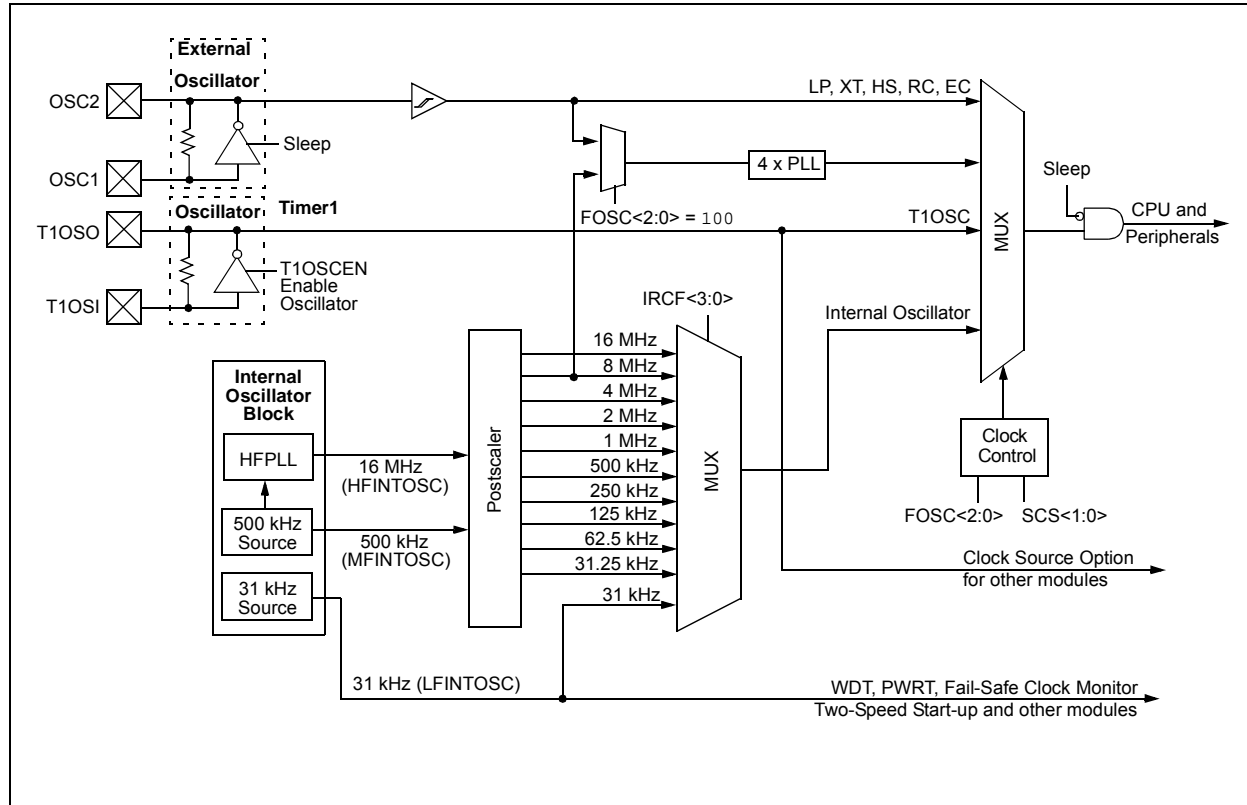 External
Oscillator
OSC2
Sleep
OSC1
LP, XT, HS, RC, EC
4 x PLL
FOSC<2:0> = 100
Sleep
CPU and
Peripherals
MUX
Oscillator
Timer1
T1OSO
T1OSC
T1OSCEN
Enable
Oscillator
T1OSI
IRCF<3:0>
Internal Oscillator
Internal
Oscillator
Block
HFPLL
500 kHz
Source
31 kHz
Source
16 MHz
(HFINTOSC)
500 kHz
(MFINTOSC)
Postscaler
16 MHz
8 MHz
4 MHz
2 MHz
1 MHz
500 kHz
250 kHz
125 kHz
62.5 kHz
31.25 kHz
31 kHz
MUX
Clock
Control
FOSC<2:0>
SCS<1:0>
Clock Source Option
for other modules
31 kHz (LFINTOSC)
WDT, PWRT, Fail-Safe Clock Monitor
Two-Speed Start-up and other modules